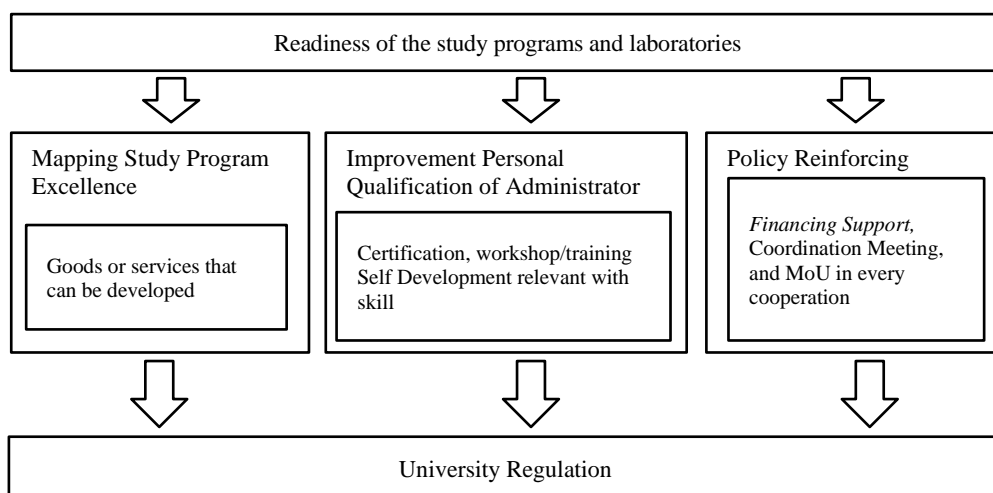 Readiness of the study programs and laboratories
Mapping Study Program
Excellence
Goods or services that
can be developed
Improvement Personal
Qualification of Administrator
Certification, workshop/training
Self Development relevant with
skill
Policy Reinforcing
Financing Support,
Coordination Meeting,
and MoU in every
cooperation
University Regulation